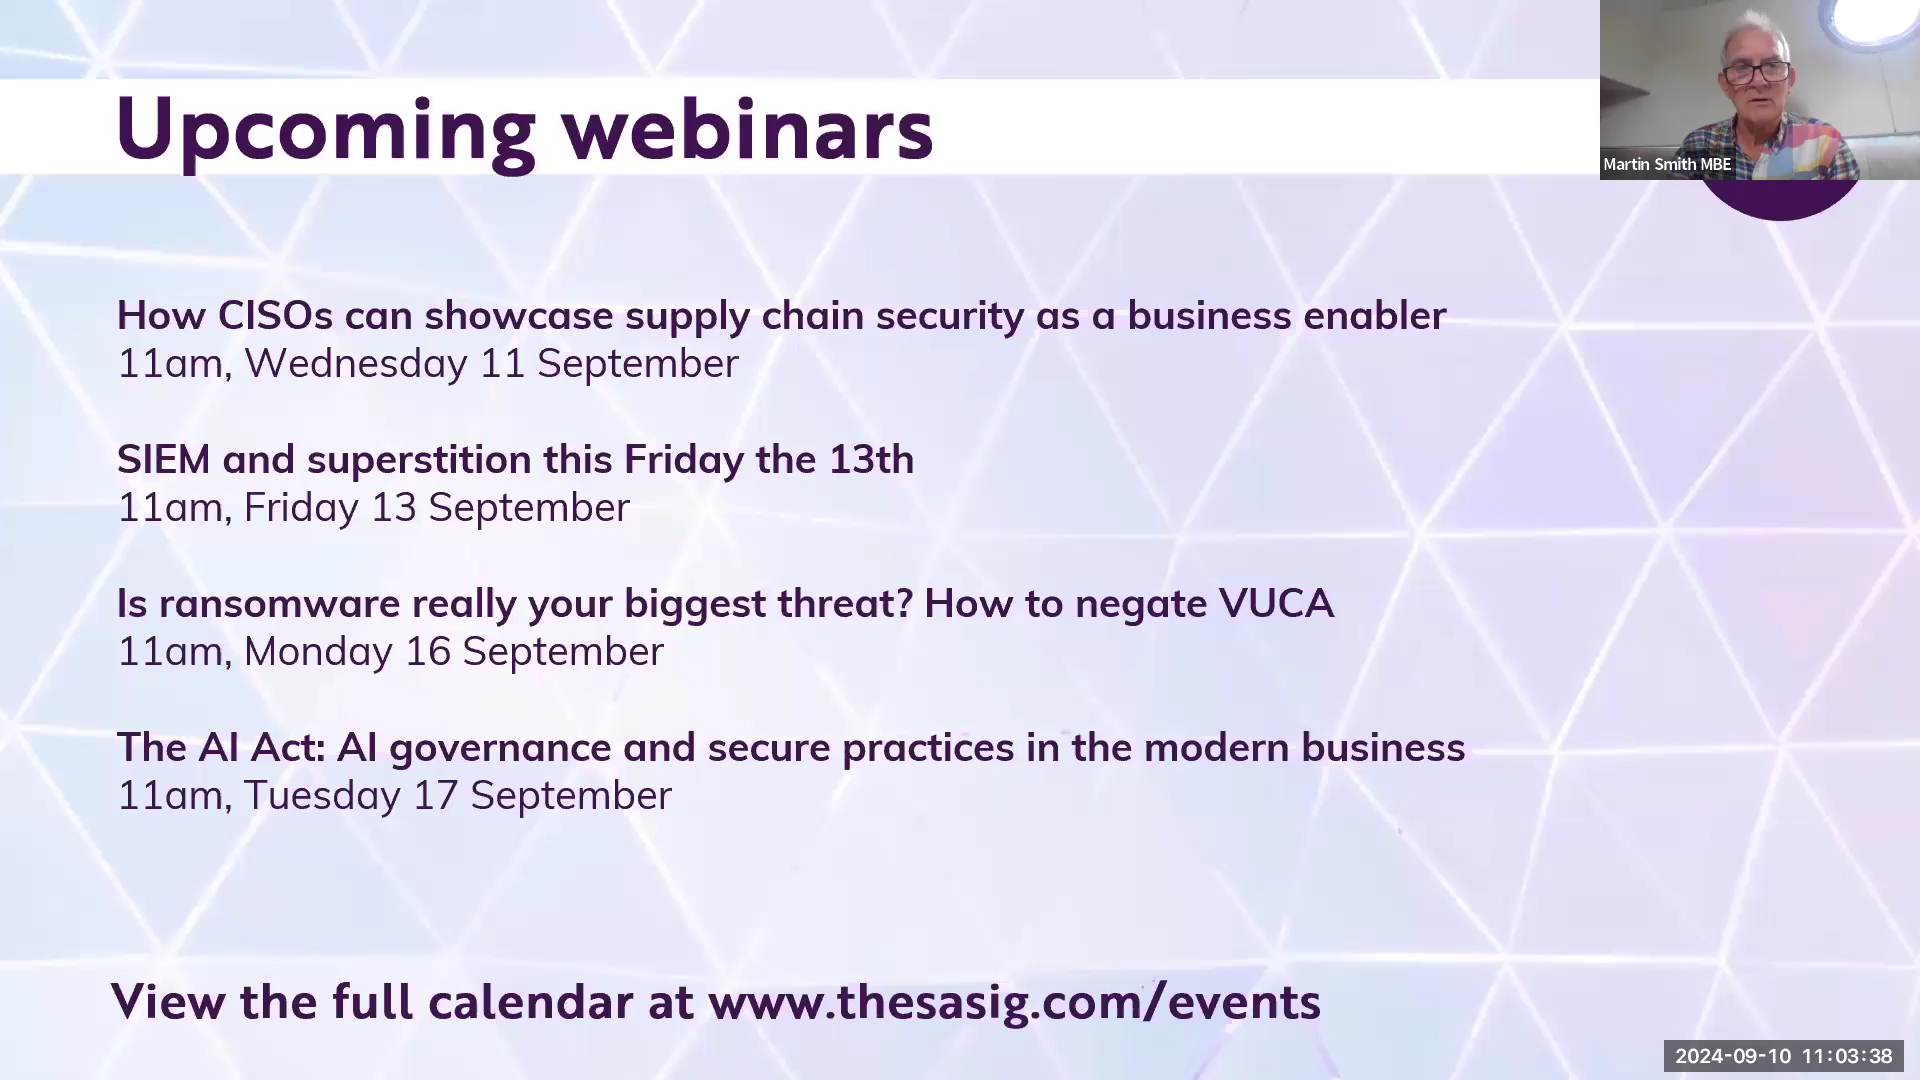 Upcoming webinars
Martin Smith MBE
How CISOs can showcase supply chain security as a business enabler
11am, Wednesday 11 September
SIEM and superstition this Friday the 13th
11am, Friday 13 September
Is ransomware really your biggest threat? How to negate VUCA
11am, Monday 16 September
The AI Act: AI governance and secure practices in the modern business
11am, Tuesday 17 September
View the full calendar at www.thesasig.com/events
2024-09-10 11:03:38